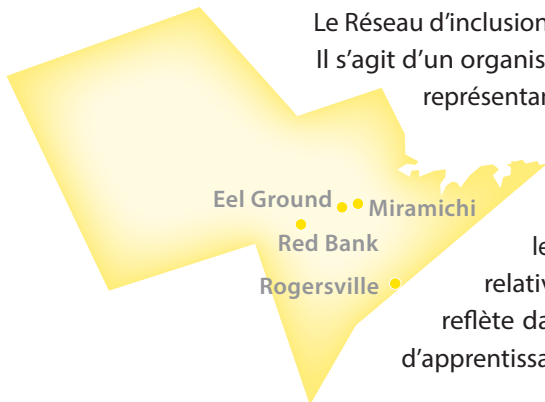 Le Réseau d'inclusion
Il s'agit d'un organis
représentan
Eel Ground
Miramichi
Red Bank
Rogersville
le
relativ
reflète da
d'apprentissa